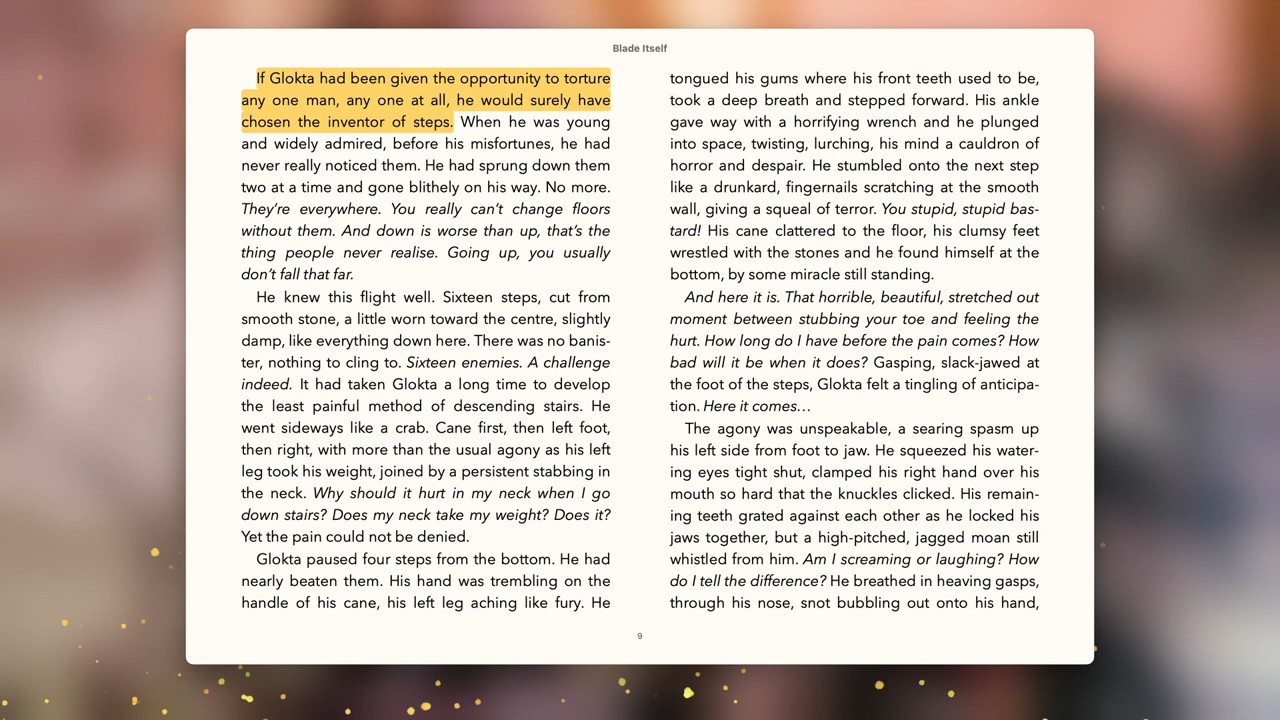 Blade Itself
If Glokta had been given the opportunity to torture
any one man, any one at all, he would surely have
chosen the inventor of steps. When he was young
and widely admired, before his misfortunes, he had
never really noticed them. He had sprung down them
two at a time and gone blithely on his way. No more.
They’re everywhere. You really can’t change floors
without them. And down is worse than up, that’s the
thing people never realise. Going up, you usually
don’t fall that far.
He knew this flight well. Sixteen steps, cut from
smooth stone, a little worn toward the centre, slightly
damp, like everything down here. There was no banis-
ter, nothing to cling to. Sixteen enemies. A challenge
indeed. It had taken Glokta a long time to develop
the least painful method of descending stairs. He
went sideways like a crab. Cane first, then left foot,
then right, with more than the usual agony as his left
leg took his weight, joined by a persistent stabbing in
the neck. Why should it hurt in my neck when I go
down stairs? Does my neck take my weight? Does it?
Yet the pain could not be denied.
Glokta paused four steps from the bottom. He had
nearly beaten them. His hand was trembling on the
handle of his cane, his left leg aching like fury. He
tongued his gums where his front teeth used to be,
took a deep breath and stepped forward. His ankle
gave way with a horrifying wrench and he plunged
into space, twisting, lurching, his mind a cauldron of
horror and despair. He stumbled onto the next step
like a drunkard, fingernails scratching at the smooth
wall, giving a squeal of terror. You stupid, stupid bas-
tard! His cane clattered to the floor, his clumsy feet
wrestled with the stones and he found himself at the
bottom, by some miracle still standing.
And here it is. That horrible, beautiful, stretched out
moment between stubbing your toe and feeling the
hurt. How long do I have before the pain comes? How
bad will it be when it does? Gasping, slack-jawed at
the foot of the steps, Glokta felt a tingling of anticipa-
tion. Here it comes…
The agony was unspeakable, a searing spasm up
his left side from foot to jaw. He squeezed his water-
ing eyes tight shut, clamped his right hand over his
mouth so hard that the knuckles clicked. His remain-
ing teeth grated against each other as he locked his
jaws together, but a high-pitched, jagged moan still
whistled from him. Am I screaming or laughing? How
do I tell the difference? He breathed in heaving gasps,
through his nose, snot bubbling out onto his hand,
9